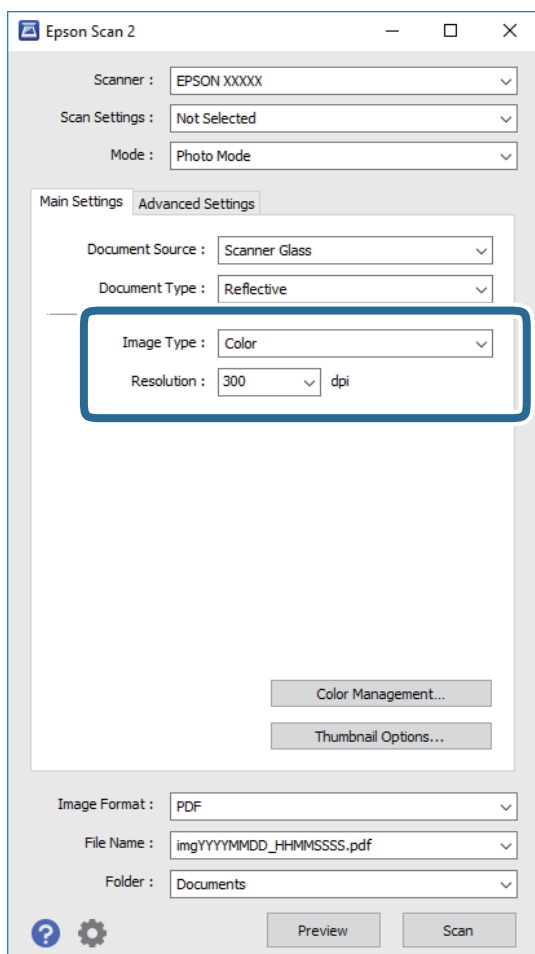 Epson Scan 2
Scanner : EPSON XXXXX
Scan Settings : Not Selected
Mode : Photo Mode
Main Settings Advanced Settings
Document Source : Scanner Glass
Document Type : Reflective
Image Type : Color
Resolution : 300 dpi
Color Management...
Thumbnail Options...
Image Format : PDF
File Name : imgYYYYMMDD_HHMMSSSS.pdf
Folder : Documents
? Preview Scan